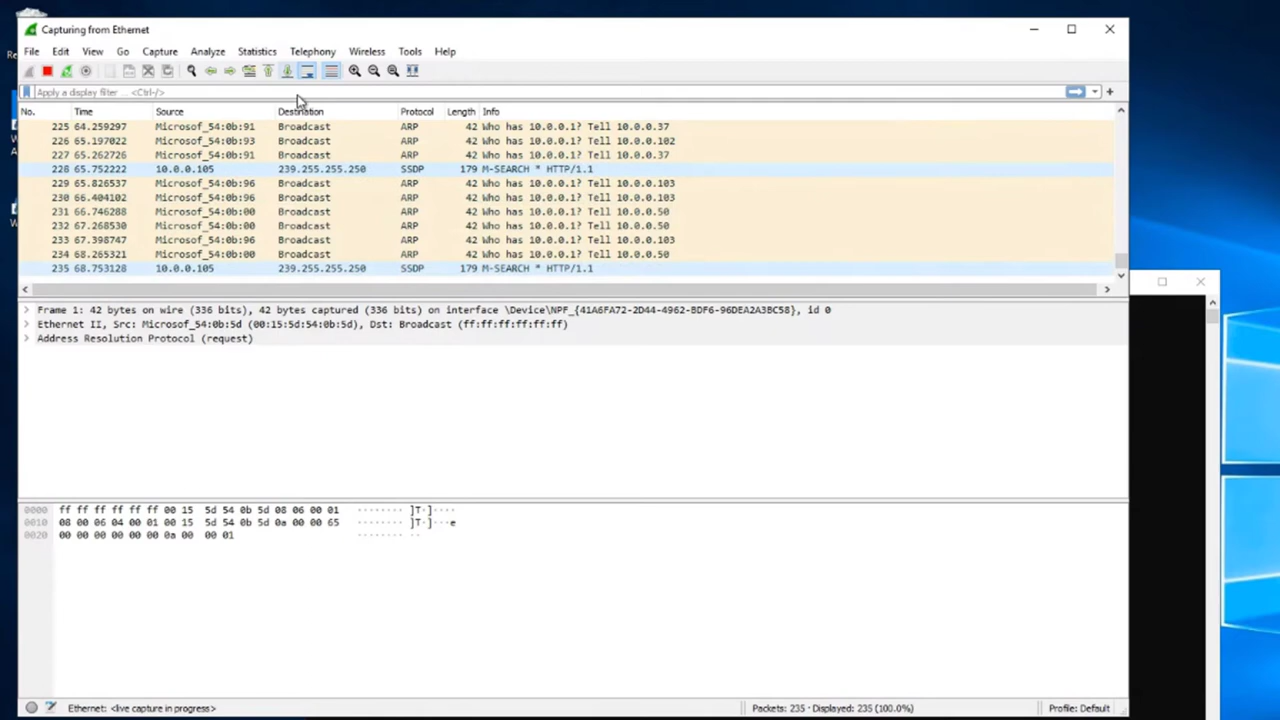 Capturing from Ethernet
File Edit View Go Capture Analyze Statistics Telephony Wireless Tools Help
Apply a display filter ... <Ctrl-/>
No. Time Source Destination Protocol Length Info
225 64.259297 Microsof_54:0b:91 Broadcast ARP 42 Who has 10.0.0.1? Tell 10.0.0.37
226 65.197022 Microsof_54:0b:93 Broadcast ARP 42 Who has 10.0.0.1? Tell 10.0.0.102
227 65.262726 Microsof_54:0b:91 Broadcast ARP 42 Who has 10.0.0.1? Tell 10.0.0.37
228 65.752222 10.0.0.105 239.255.255.250 SSDP 179 M-SEARCH * HTTP/1.1
229 65.826537 Microsof_54:0b:96 Broadcast ARP 42 Who has 10.0.0.1? Tell 10.0.0.103
230 66.404102 Microsof_54:0b:96 Broadcast ARP 42 Who has 10.0.0.1? Tell 10.0.0.103
231 66.746288 Microsof_54:0b:00 Broadcast ARP 42 Who has 10.0.0.1? Tell 10.0.0.50
232 67.268530 Microsof_54:0b:00 Broadcast ARP 42 Who has 10.0.0.1? Tell 10.0.0.50
233 67.398747 Microsof_54:0b:96 Broadcast ARP 42 Who has 10.0.0.1? Tell 10.0.0.103
234 68.265321 Microsof_54:0b:00 Broadcast ARP 42 Who has 10.0.0.1? Tell 10.0.0.50
235 68.753128 10.0.0.105 239.255.255.250 SSDP 179 M-SEARCH * HTTP/1.1
Frame 1: 42 bytes on wire (336 bits), 42 bytes captured (336 bits) on interface \Device\NPF_{41A6FA72-2D44-4962-BDF6-96DEA2A3BC58}, id 0
Ethernet II, Src: Microsof_54:0b:5d (00:15:5d:54:0b:5d), Dst: Broadcast (ff:ff:ff:ff:ff:ff)
Address Resolution Protocol (request)
0000 ff ff ff ff ff ff 00 15 5d 54 0b 5d 08 06 00 01 ········ ]T·]····
0010 08 00 06 04 00 01 00 15 5d 54 0b 5d 0a 00 00 65 ········ ]T·]···e
0020 00 00 00 00 00 00 0a 00 00 01 ········ ··
Ethernet: <live capture in progress> Packets: 235 · Displayed: 235 (100.0%) Profile: Default